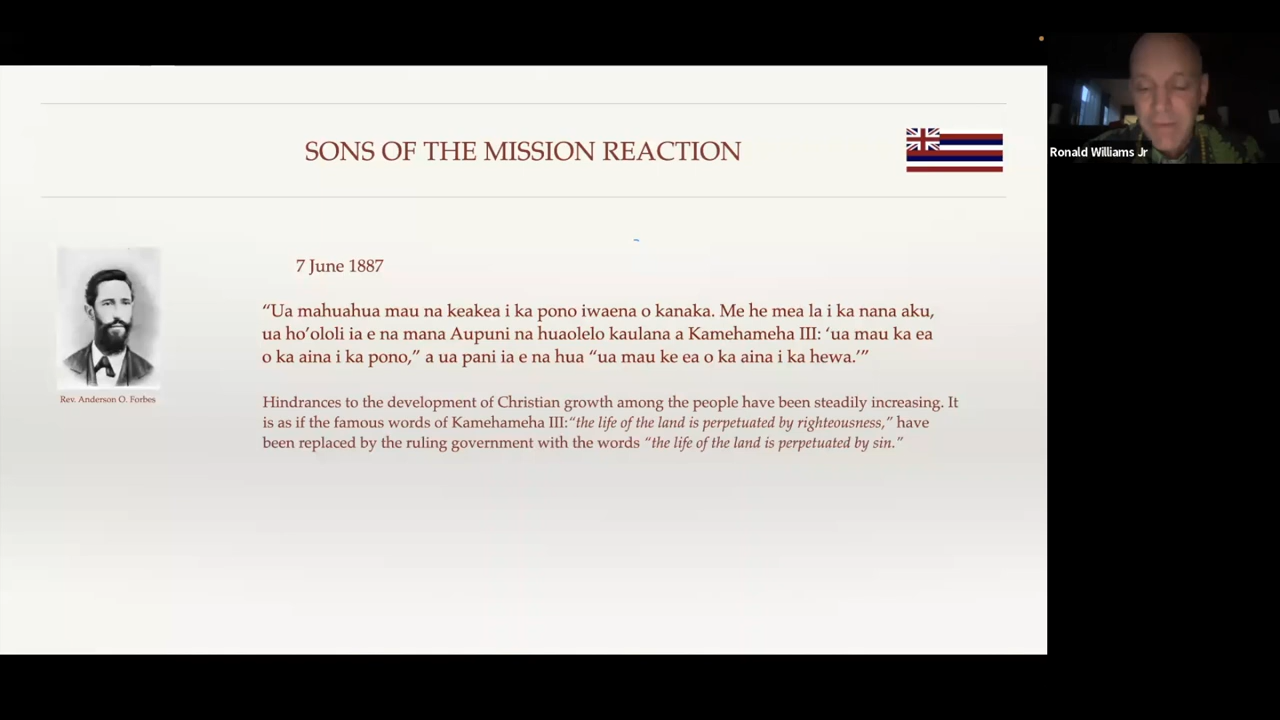 SONS OF THE MISSION REACTION
Ronald Williams Jr
7 June 1887
“Ua mahuahua mau na keakea i ka pono iwaena o kanaka. Me he mea la i ka nana aku,
ua ho’ololi ia e na mana Aupuni na huaolelo kaulana a Kamehameha III: ‘ua mau ka ea
o ka aina i ka pono,” a ua pani ia e na hua “ua mau ke ea o ka aina i ka hewa.’”
Rev. Anderson O. Forbes
Hindrances to the development of Christian growth among the people have been steadily increasing. It
is as if the famous words of Kamehameha III:“the life of the land is perpetuated by righteousness,” have
been replaced by the ruling government with the words “the life of the land is perpetuated by sin.”